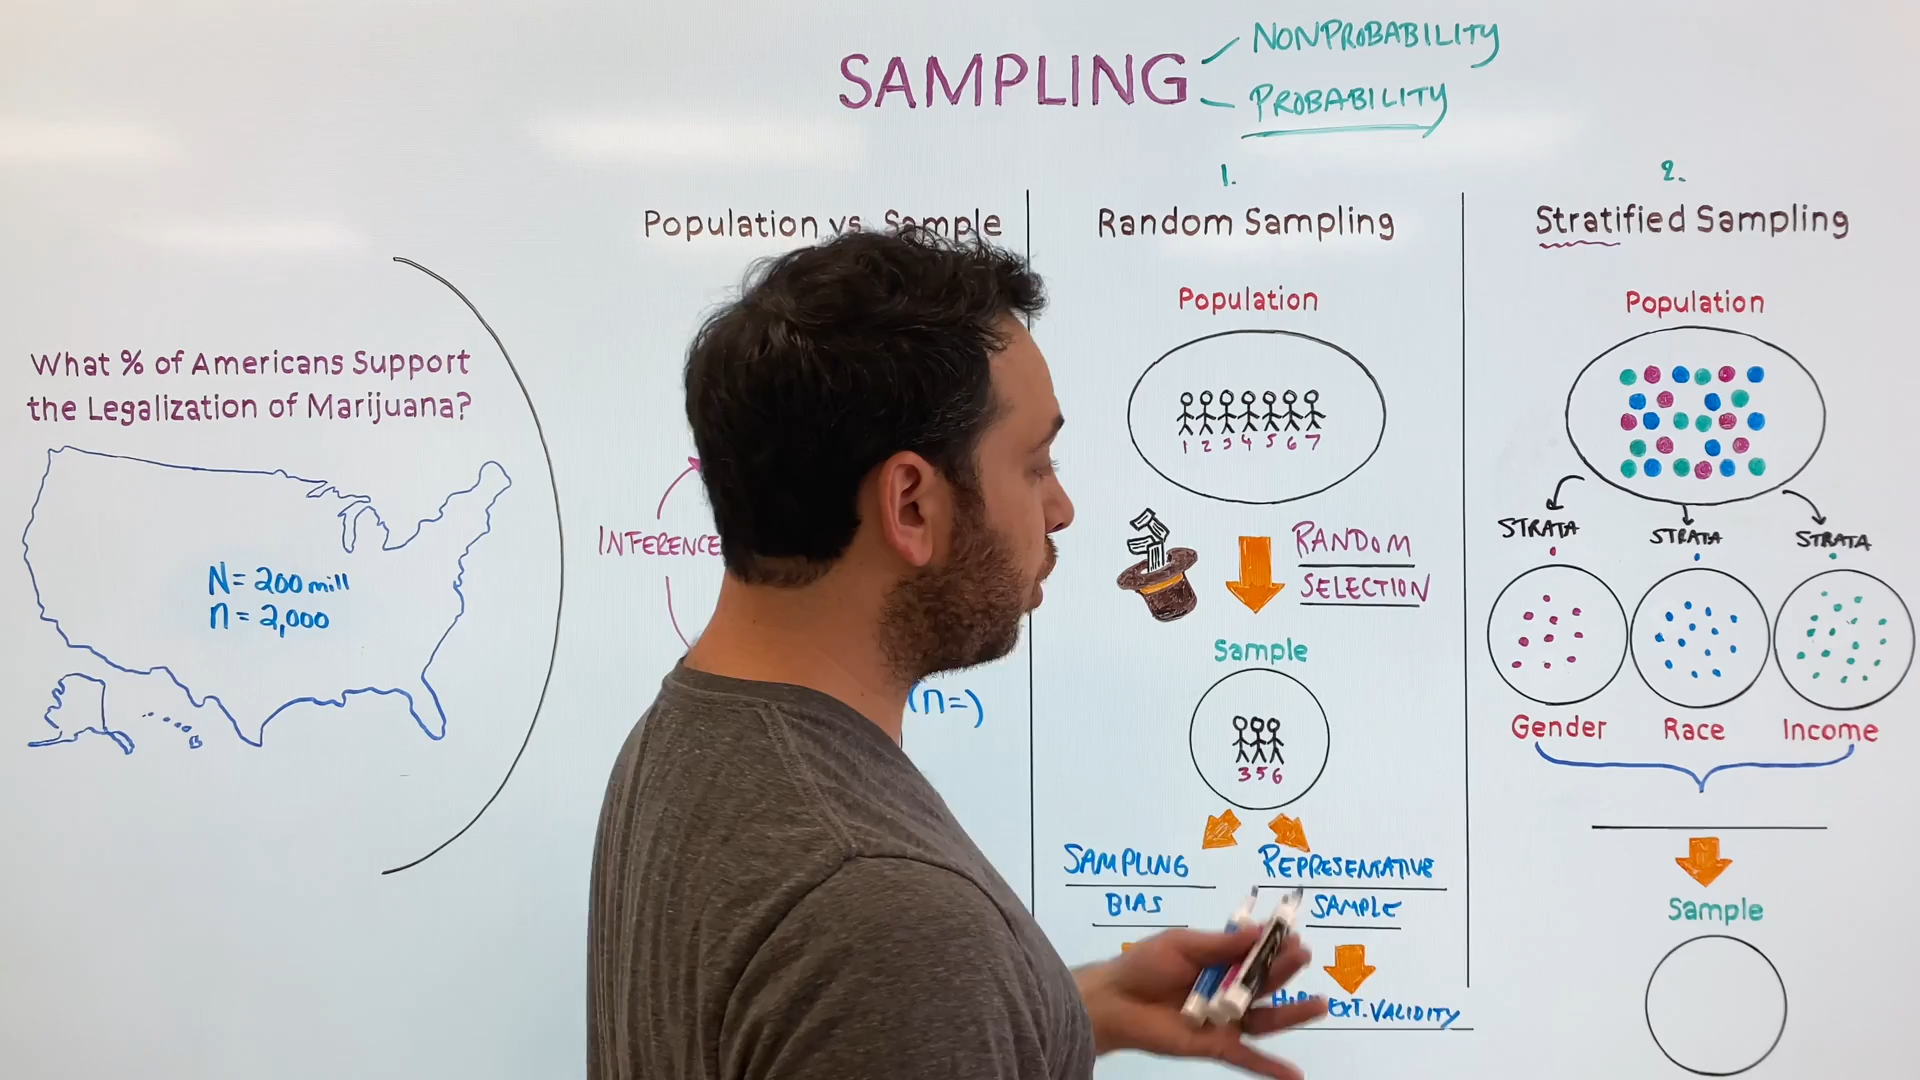 SAMPLING
NONPROBABILITY
PROBABILITY
What % of Americans Support
the Legalization of Marijuana?
N = 200 mill
n = 2,000
Population vs. Sample
INFERENCE
(n=)
1.
Random Sampling
Population
1 2 3 4 5 6 7
RANDOM
SELECTION
Sample
3 5 6
SAMPLING
BIAS
REPRESENTATIVE
SAMPLE
EXT. VALIDITY
2.
Stratified Sampling
Population
STRATA
STRATA
STRATA
Gender
Race
Income
Sample